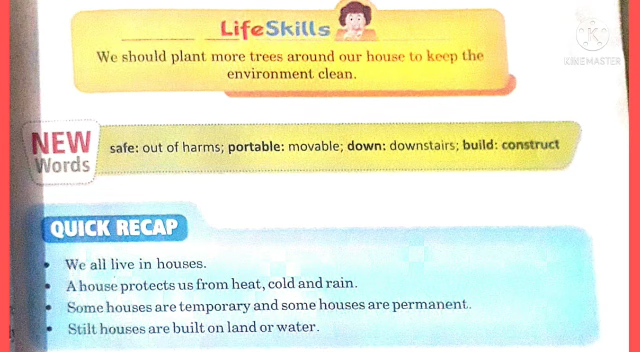 LifeSkills
We should plant more trees around our house to keep the
environment clean.
KINEMASTER
NEW
Words
safe: out of harms; portable: movable; down: downstairs; build: construct
QUICK RECAP
• We all live in houses.
• A house protects us from heat, cold and rain.
• Some houses are temporary and some houses are permanent.
• Stilt houses are built on land or water.